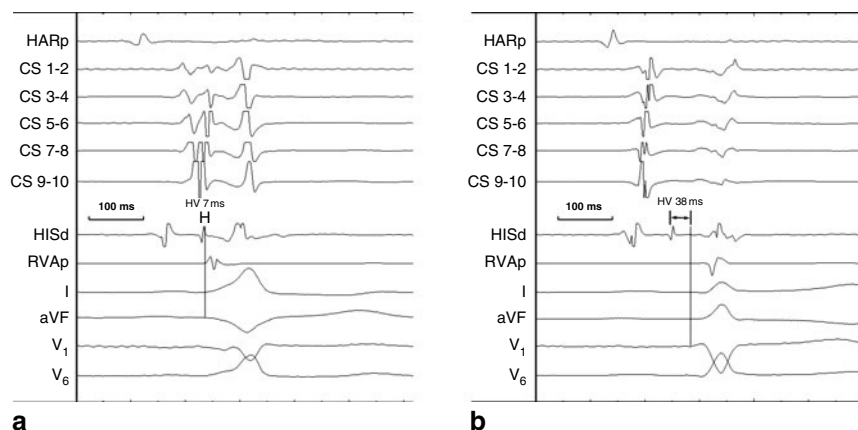 HARp
CS 1-2
CS 3-4
CS 5-6
CS 7-8
CS 9-10
HV 7 ms
100 ms
H
HISd
RVAp
I
aVF
V1
V6
a
HARp
CS 1-2
CS 3-4
CS 5-6
CS 7-8
CS 9-10
HV 38 ms
100 ms
HISd
RVAp
I
aVF
V1
V6
b